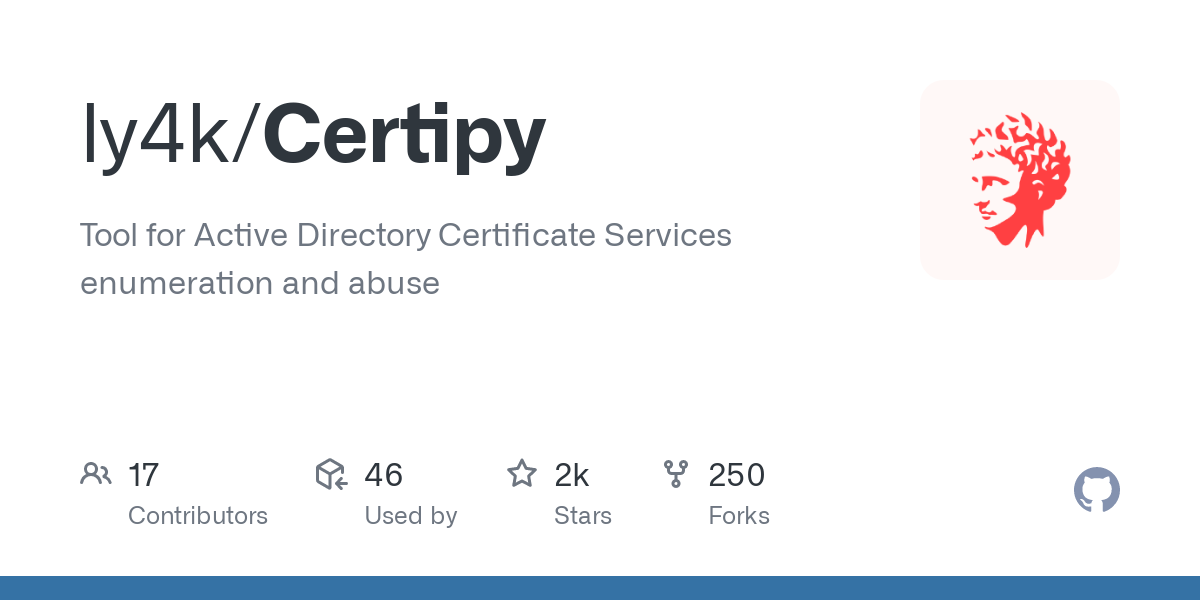 ly4k/Certipy
Tool for Active Directory Certificate Services
enumeration and abuse
17
Contributors
46
Used by
2k
Stars
250
Forks